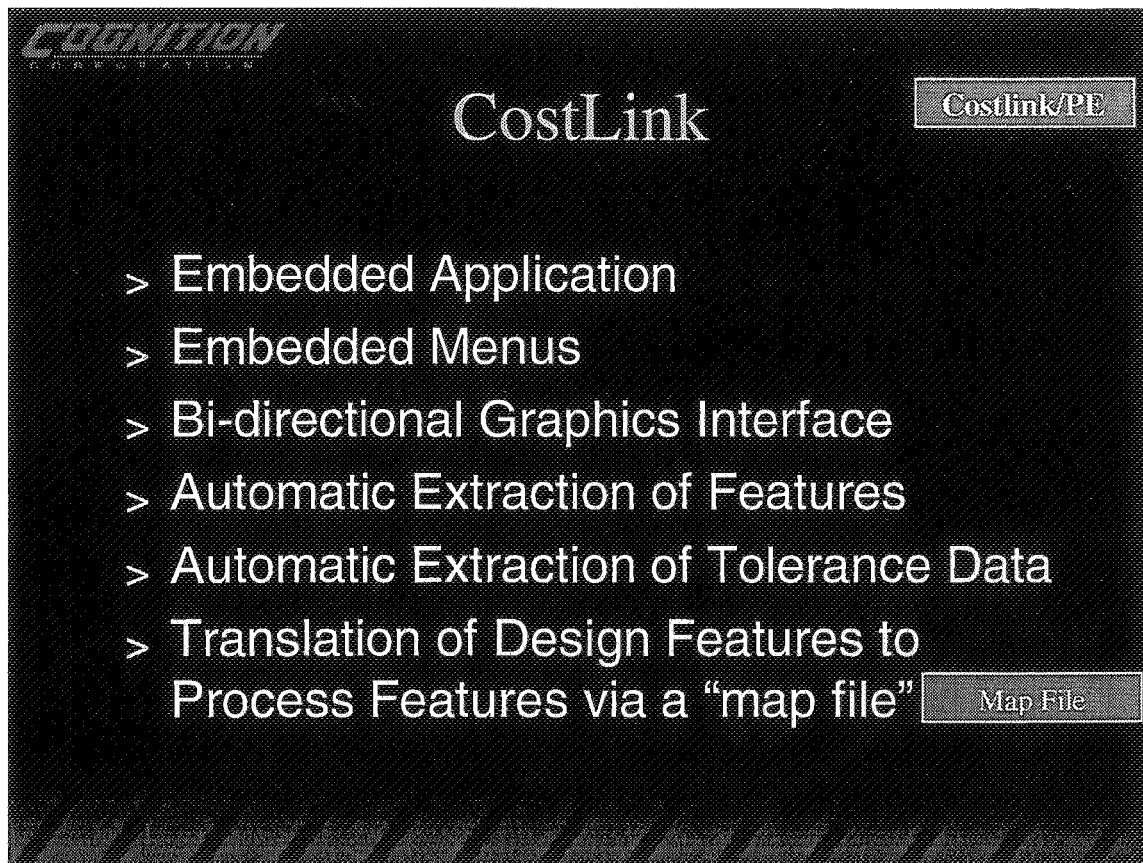 COGNITION
CORPORATION
CostLink
Costlink/PE
> Embedded Application
> Embedded Menus
> Bi-directional Graphics Interface
> Automatic Extraction of Features
> Automatic Extraction of Tolerance Data
> Translation of Design Features to
Process Features via a “map file”
Map File